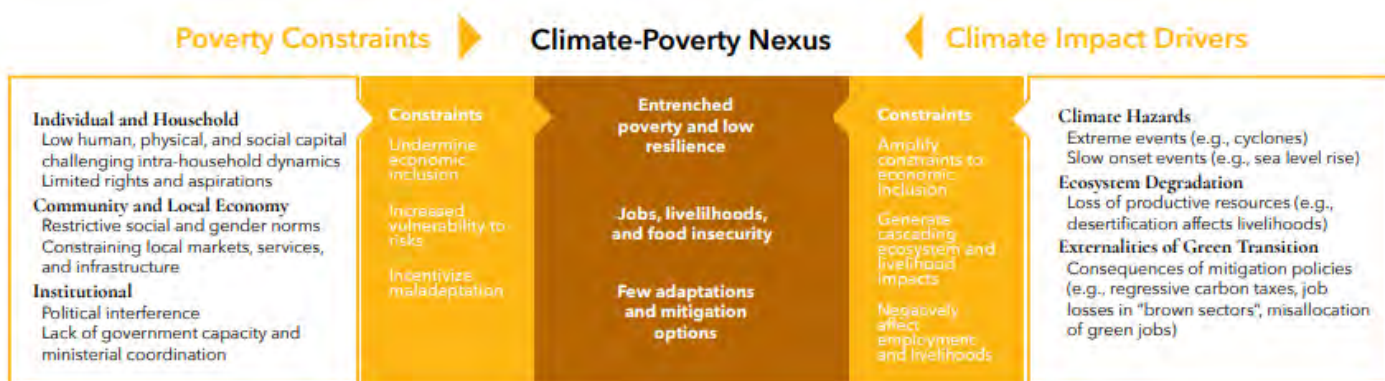 Poverty Constraints
Climate-Poverty Nexus
Climate Impact Drivers
Individual and Household
Low human, physical, and social capital
challenging intra-household dynamics
Limited rights and aspirations
Community and Local Economy
Restrictive social and gender norms
Constraining local markets, services,
and infrastructure
Institutional
Political interference
Lack of government capacity and
ministerial coordination
Constraints
Undermine
economic
inclusion
Increased
vulnerability to
risks
Incentivize
maladaptation
Entrenched
poverty and low
resilience
Jobs, livelilhoods,
and food insecurity
Few adaptations
and mitigation
options
Constraints
Amplify
constraints to
economic
inclusion
Generate
cascading
ecosystem and
livelihood
impacts
Negatively
affect
employment
and livelihoods
Climate Hazards
Extreme events (e.g., cyclones)
Slow onset events (e.g., sea level rise)
Ecosystem Degradation
Loss of productive resources (e.g.,
desertification affects livelihoods)
Externalities of Green Transition
Consequences of mitigation policies
(e.g., regressive carbon taxes, job
losses in "brown sectors", misallocation
of green jobs)